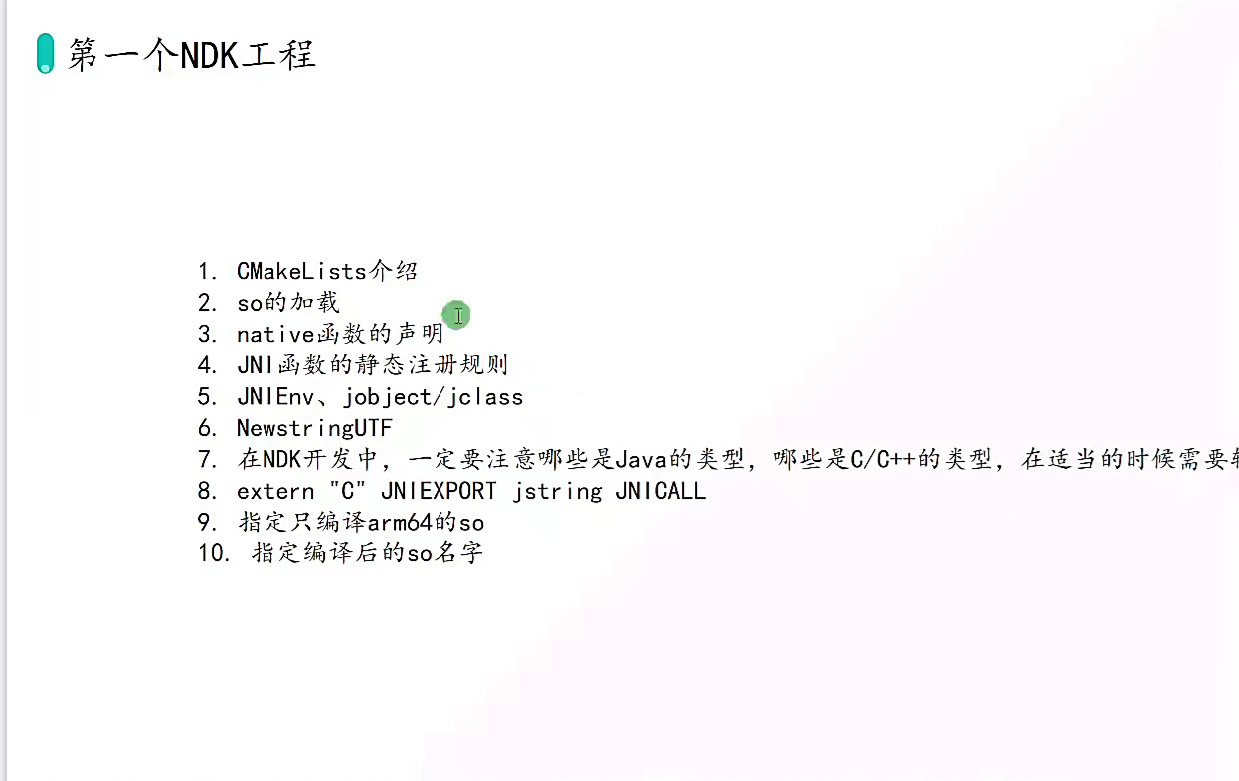 第一个NDK工程
1. CMakeLists介绍
2. so的加载
3. native函数的声明
4. JNI函数的静态注册规则
5. JNIEnv、jobject/jclass
6. NewstringUTF
7. 在NDK开发中，一定要注意哪些是Java的类型，哪些是C/C++的类型，在适当的时候需要
8. extern "C" JNIEXPORT jstring JNICALL
9. 指定只编译arm64的so
10. 指定编译后的so名字